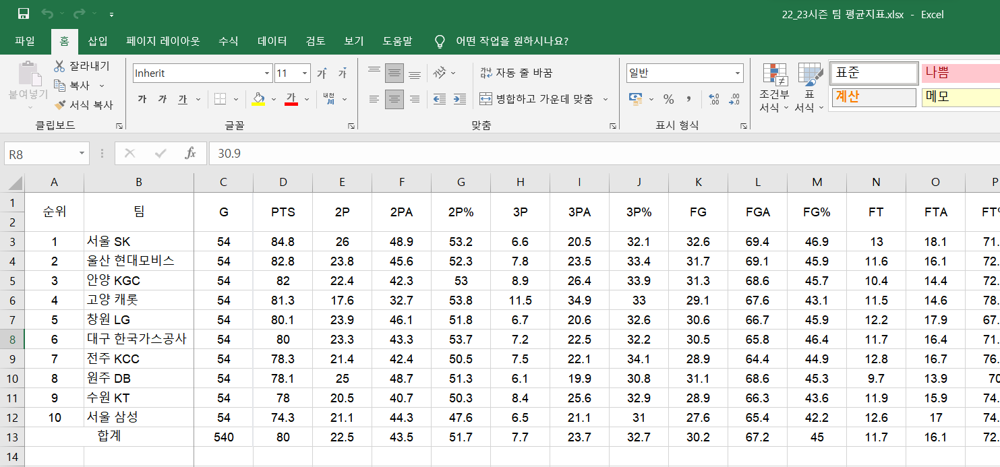 22_23시즌 팀 평균지표.xlsx - Excel
파일 홈 삽입 페이지 레이아웃 수식 데이터 검토 보기 도움말 어떤 작업을 원하시나요?
붙여넣기 잘라내기 복사 서식 복사
Inherit 11 가 가
가 가 가 가 내천 川
가나다 자동 줄 바꿈
병합하고 가운데 맞춤
일반
% , .00 .00
조건부 서식 표 서식
표준 나쁨
계산 메모
클립보드 글꼴 맞춤 표시 형식
R8 fx 30.9
A B C D E F G H I J K L M N O P
1 2 순위 팀 G PTS 2P 2PA 2P% 3P 3PA 3P% FG FGA FG% FT FTA
3 1 서울 SK 54 84.8 26 48.9 53.2 6.6 20.5 32.1 32.6 69.4 46.9 13 18.1 71.
4 2 울산 현대모비스 54 82.8 23.8 45.6 52.3 7.8 23.5 33.4 31.7 69.1 45.9 11.6 16.1 72.
5 3 안양 KGC 54 82 22.4 42.3 53 8.9 26.4 33.9 31.3 68.6 45.7 10.4 14.4 72.
6 4 고양 캐롯 54 81.3 17.6 32.7 53.8 11.5 34.9 33 29.1 67.6 43.1 11.5 14.6 78.
7 5 창원 LG 54 80.1 23.9 46.1 51.8 6.7 20.6 32.6 30.6 66.7 45.9 12.2 17.9 67.
8 6 대구 한국가스공사 54 80 23.3 43.3 53.7 7.2 22.5 32.2 30.5 65.8 46.4 11.7 16.4 71.
9 7 전주 KCC 54 78.3 21.4 42.4 50.5 7.5 22.1 34.1 28.9 64.4 44.9 12.8 16.7 76.
10 8 원주 DB 54 78.1 25 48.7 51.3 6.1 19.9 30.8 31.1 68.6 45.3 9.7 13.9 70
11 9 수원 KT 54 78 20.5 40.7 50.3 8.4 25.6 32.9 28.9 66.3 43.6 11.9 15.9 74.
12 10 서울 삼성 54 74.3 21.1 44.3 47.6 6.5 21.1 31 27.6 65.4 42.2 12.6 17 74.
13 합계 540 80 22.5 43.5 51.7 7.7 23.7 32.7 30.2 67.2 45 11.7 16.1 72.
14